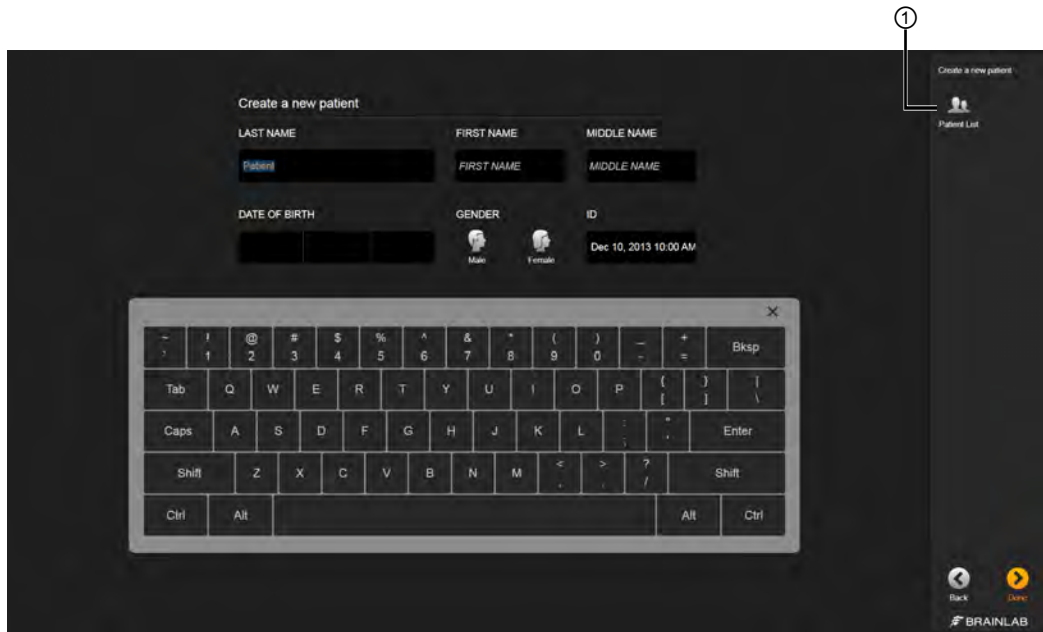 1
Create a new patient
Patient List
Create a new patient
LAST NAME FIRST NAME MIDDLE NAME
Patient FIRST NAME MIDDLE NAME
DATE OF BIRTH GENDER ID
Dec 10, 2013 10:00 AM
Male Female
~ ! @ # $ % ^ & * ( ) _ +
` 1 2 3 4 5 6 7 8 9 0 - = Bksp
Tab Q W E R T Y U I O P { } |
[ ] \
Caps A S D F G H J K L : " Enter
; '
Shift Z X C V B N M < > ? Shift
, . /
Ctrl Alt Alt Ctrl
Back Done
BRAINLAB